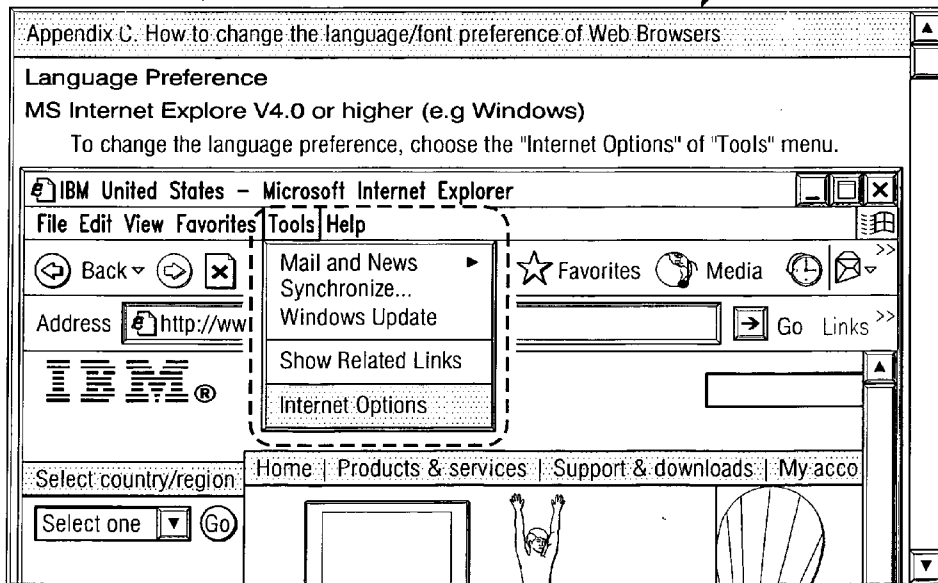 Appendix C. How to change the language/font preference of Web Browsers
Language Preference
MS Internet Explore V4.0 or higher (e.g Windows)
To change the language preference, choose the "Internet Options" of "Tools" menu.
IBM United States – Microsoft Internet Explorer
File Edit View Favorites Tools Help
Back Favorites Media >>
Mail and News
Synchronize...
Windows Update
Address http://ww Go Links >>
Show Related Links
IBM®
Internet Options
Select country/region Home | Products & services | Support & downloads | My acco
Select one Go